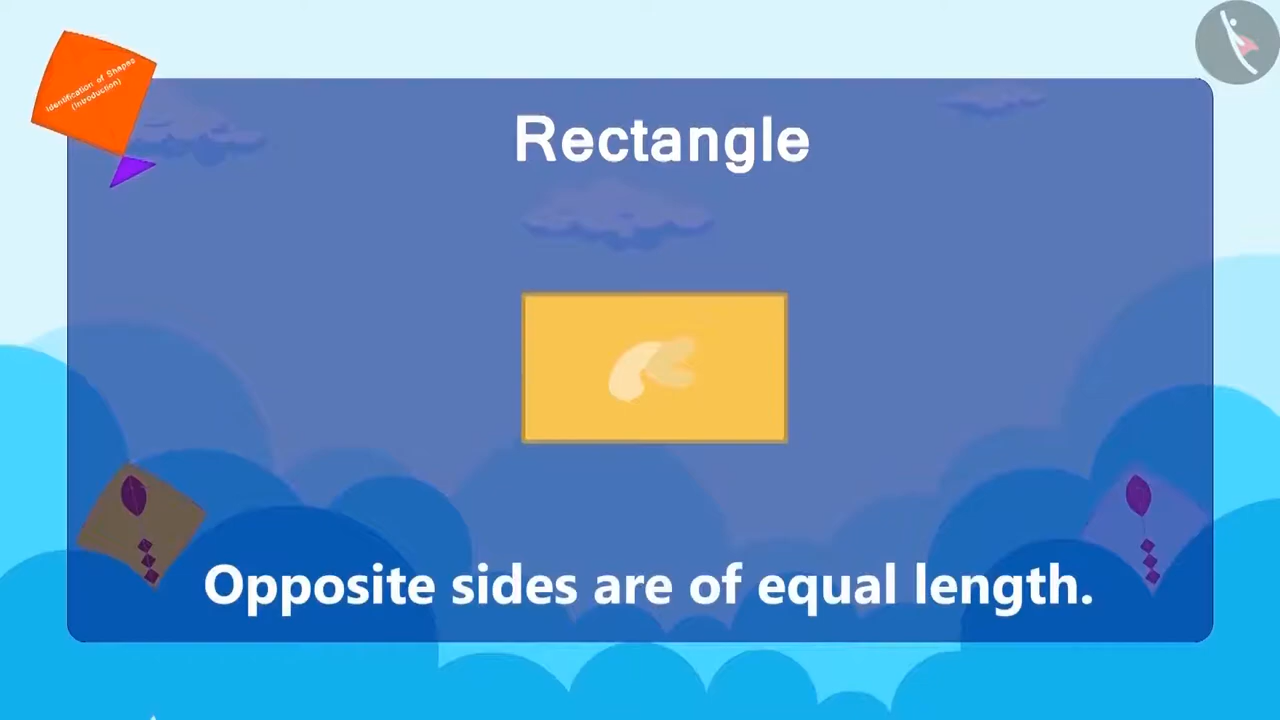 Identification of Shapes
(Introduction)
Rectangle
Opposite sides are of equal length.